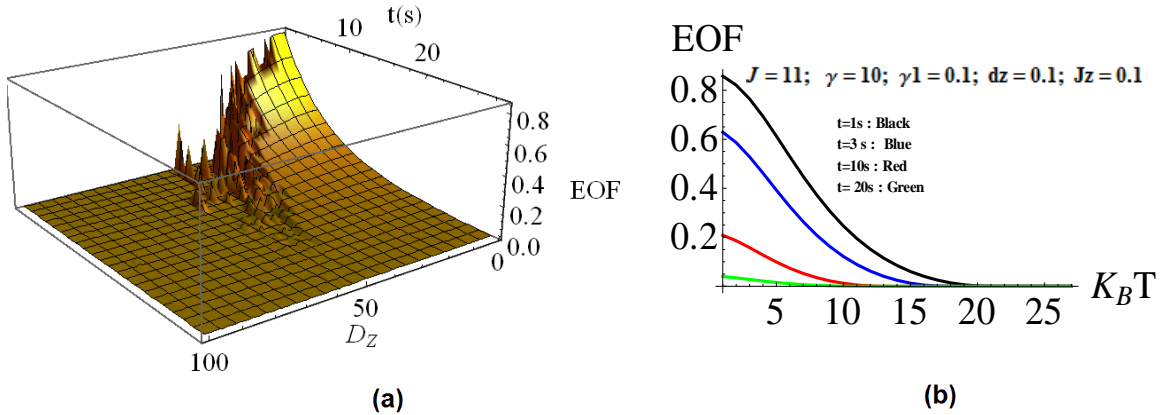 t(s)
10
20
0.8
0.6
0.4
0.2
0.0
EOF
0
50
D_Z
100
(a)
EOF
J = 11; γ = 10; γ1 = 0.1; dz = 0.1; Jz = 0.1
0.8
0.6
0.4
0.2
t=1s : Black
t=3 s : Blue
t=10s : Red
t= 20s : Green
5 10 15 20 25
K_BT
(b)